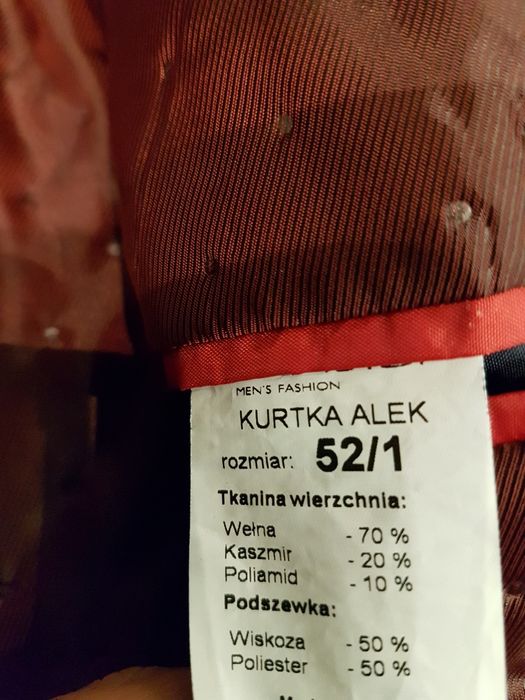 MEN'S FASHION
KURTKA ALEK
rozmiar: 52/1
Tkanina wierzchnia:
Wełna - 70 %
Kaszmir - 20 %
Poliamid - 10 %
Podszewka:
Wiskoza - 50 %
Poliester - 50 %